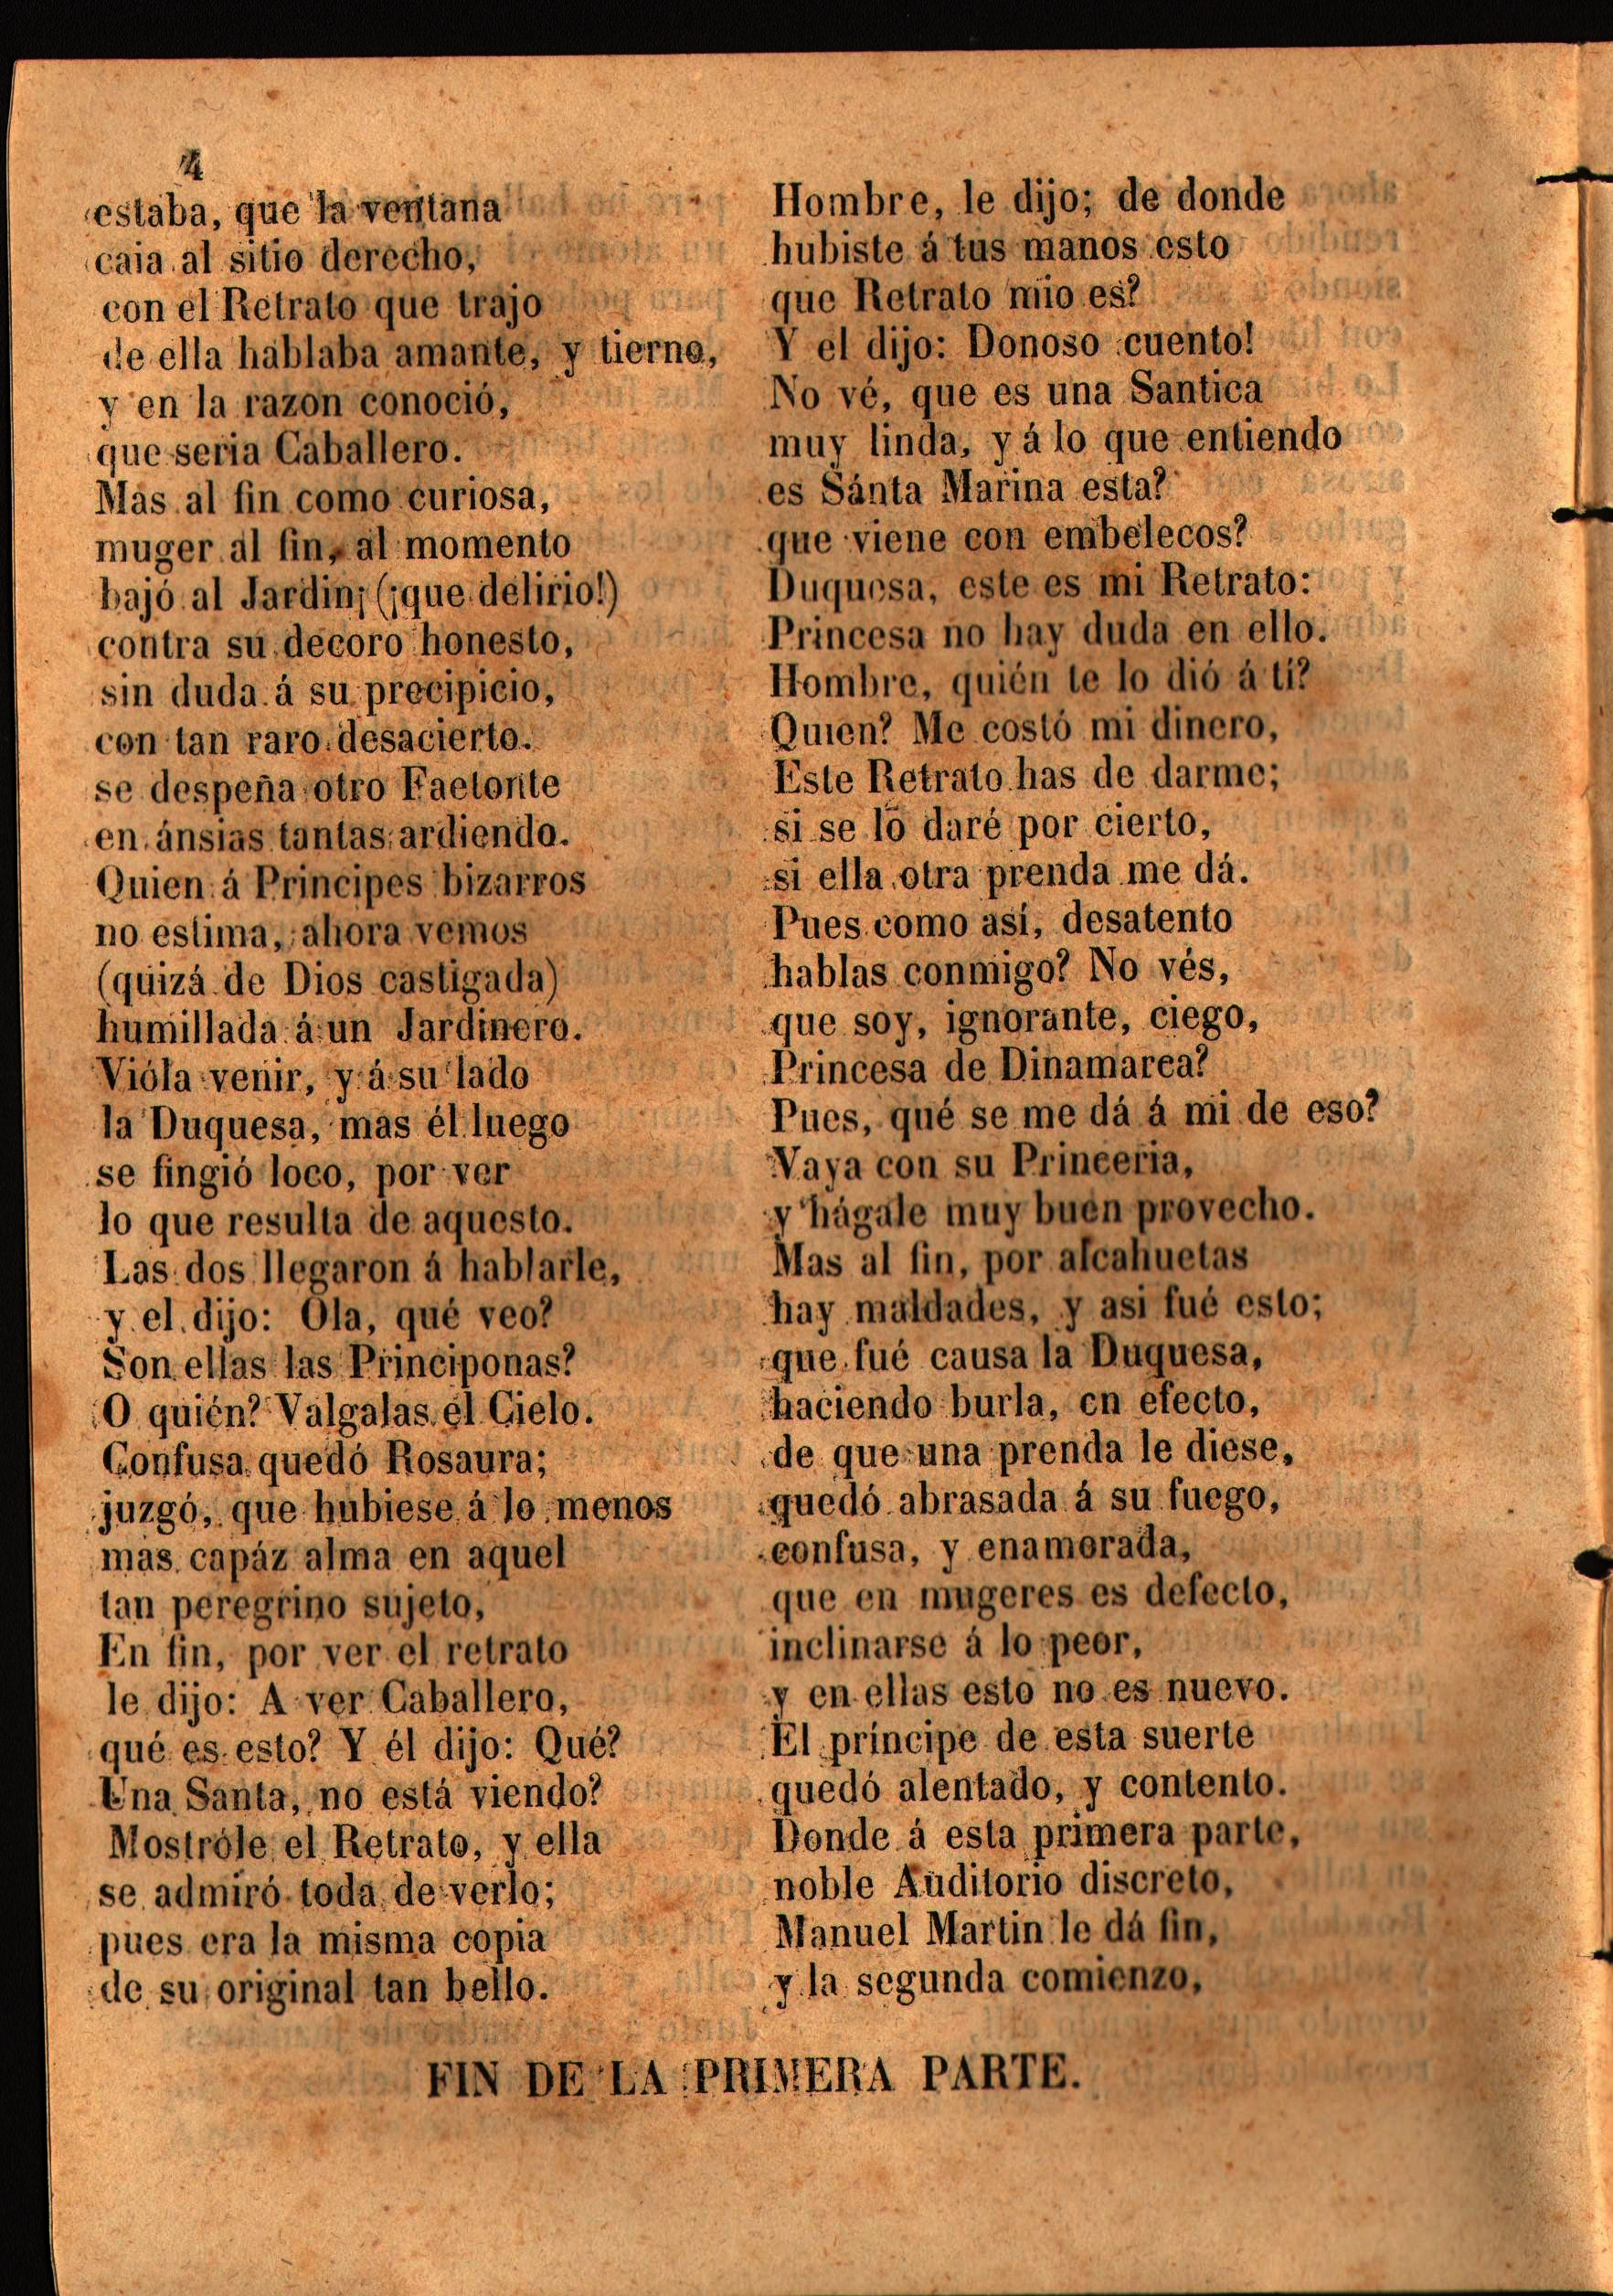 4
estaba, que la ventana
caia al sitio derecho,
con el Retrato que trajo
de ella hablaba amante, y tierno,
y en la razon conoció,
que seria Caballero.
Mas al fin como curiosa,
muger al fin, al momento
bajó al Jardin; (¡que delirio!)
contra su decoro honesto,
sin duda á su precipicio,
con tan raro desacierto.
se despeña otro Faetonte
en ánsias tantas ardiendo.
Quien á Principes bizarros
no estima, ahora vemos
(quizá de Dios castigada)
humillada á un Jardinero.
Vióla venir, y á su lado
la Duquesa, mas él luego
se fingió loco, por ver
lo que resulta de aquesto.
Las dos llegaron á hablarle,
y el dijo: Ola, qué veo?
Son ellas las Principonas?
O quién? Valgalas el Cielo.
Confusa quedó Rosaura;
juzgó, que hubiese á lo menos
mas capáz alma en aquel
tan peregrino sujeto,
En fin, por ver el retrato
le dijo: A ver Caballero,
qué es esto? Y él dijo: Qué?
Una Santa, no está viendo?
Mostróle el Retrato, y ella
se admiró toda de verlo;
pues era la misma copia
de su original tan bello.
Hombre, le dijo; de donde
hubiste á tus manos esto
que Retrato mio es?
Y el dijo: Donoso cuento!
No vé, que es una Santica
muy linda, y á lo que entiendo
es Sánta Marina esta?
que viene con embelecos?
Duquesa, este es mi Retrato:
Princesa no hay duda en ello.
Hombre, quién te lo dió á tí?
Quien? Me costó mi dinero,
Este Retrato has de darme;
si se lo daré por cierto,
si ella otra prenda me dá.
Pues como así, desatento
hablas conmigo? No vés,
que soy, ignorante, ciego,
Princesa de Dinamarca?
Pues, qué se me dá á mi de eso?
Vaya con su Princeria,
y hágale muy buen provecho.
Mas al fin, por alcahuetas
hay maldades, y asi fué esto;
que fué causa la Duquesa,
haciendo burla, en efecto,
de que una prenda le diese,
quedó abrasada á su fuego,
confusa, y enamorada,
que en mugeres es defecto,
inclinarse á lo peor,
y en ellas esto no es nuevo.
El príncipe de esta suerte
quedó alentado, y contento.
Donde á esta primera parte,
noble Auditorio discreto,
Manuel Martin le dá fin,
y la segunda comienzo,
FIN DE LA PRIMERA PARTE.